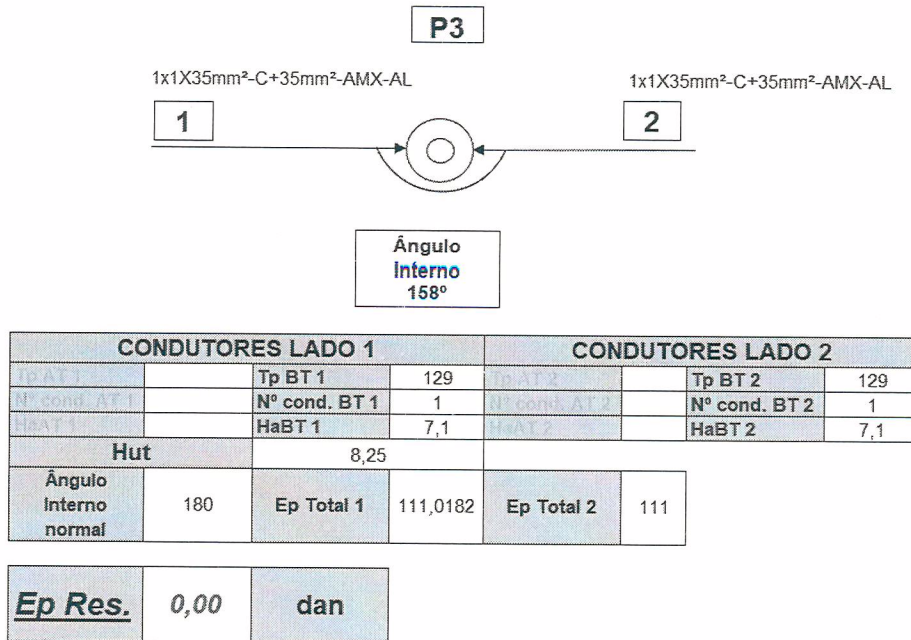 P3
1x1X35mm²-C+35mm²-AMX-AL 1x1X35mm²-C+35mm²-AMX-AL
1 2
Ângulo
Interno
158º
CONDUTORES LADO 1 CONDUTORES LADO 2
Tp AT 1 Tp BT 1 129 Tp AT 2 Tp BT 2 129
Nº cond. AT 1 Nº cond. BT 1 1 Nº cond. AT 2 Nº cond. BT 2 1
HaAT 1 HaBT 1 7,1 HaAT 2 HaBT 2 7,1
Hut 8,25
Ângulo
Interno
normal
180 Ep Total 1 111,0182 Ep Total 2 111
Ep Res. 0,00 dan